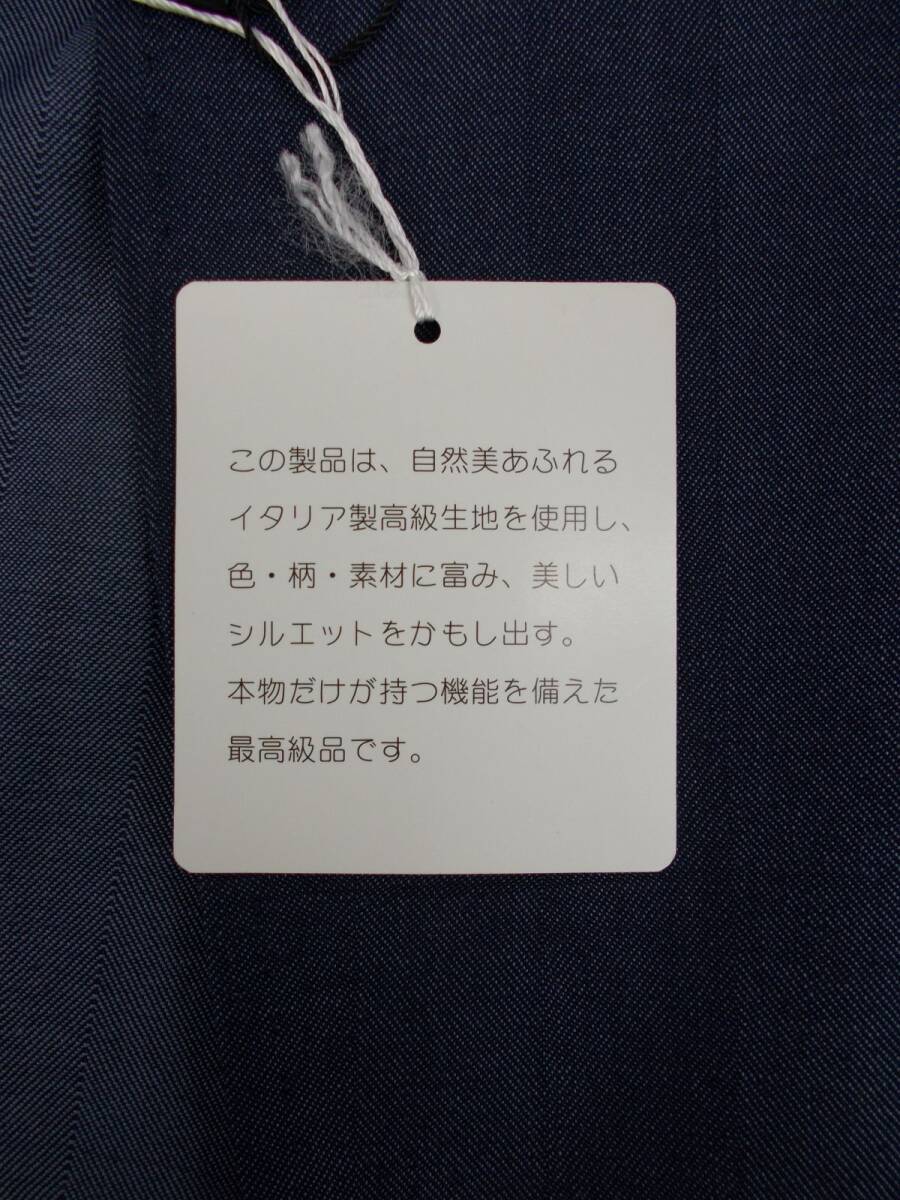 この製品は、自然美あふれる
イタリア製高級生地を使用し、
色・柄・素材に富み、美しい
シルエットをかもし出す。
本物だけが持つ機能を備えた
最高級品です。